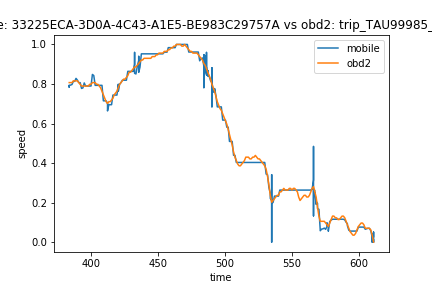 e: 33225ECA-3D0A-4C43-A1E5-BE983C29757A vs obd2: trip_TAU99985_
mobile
obd2
1.0
0.8
0.6
0.4
0.2
0.0
speed
400 450 500 550 600
time